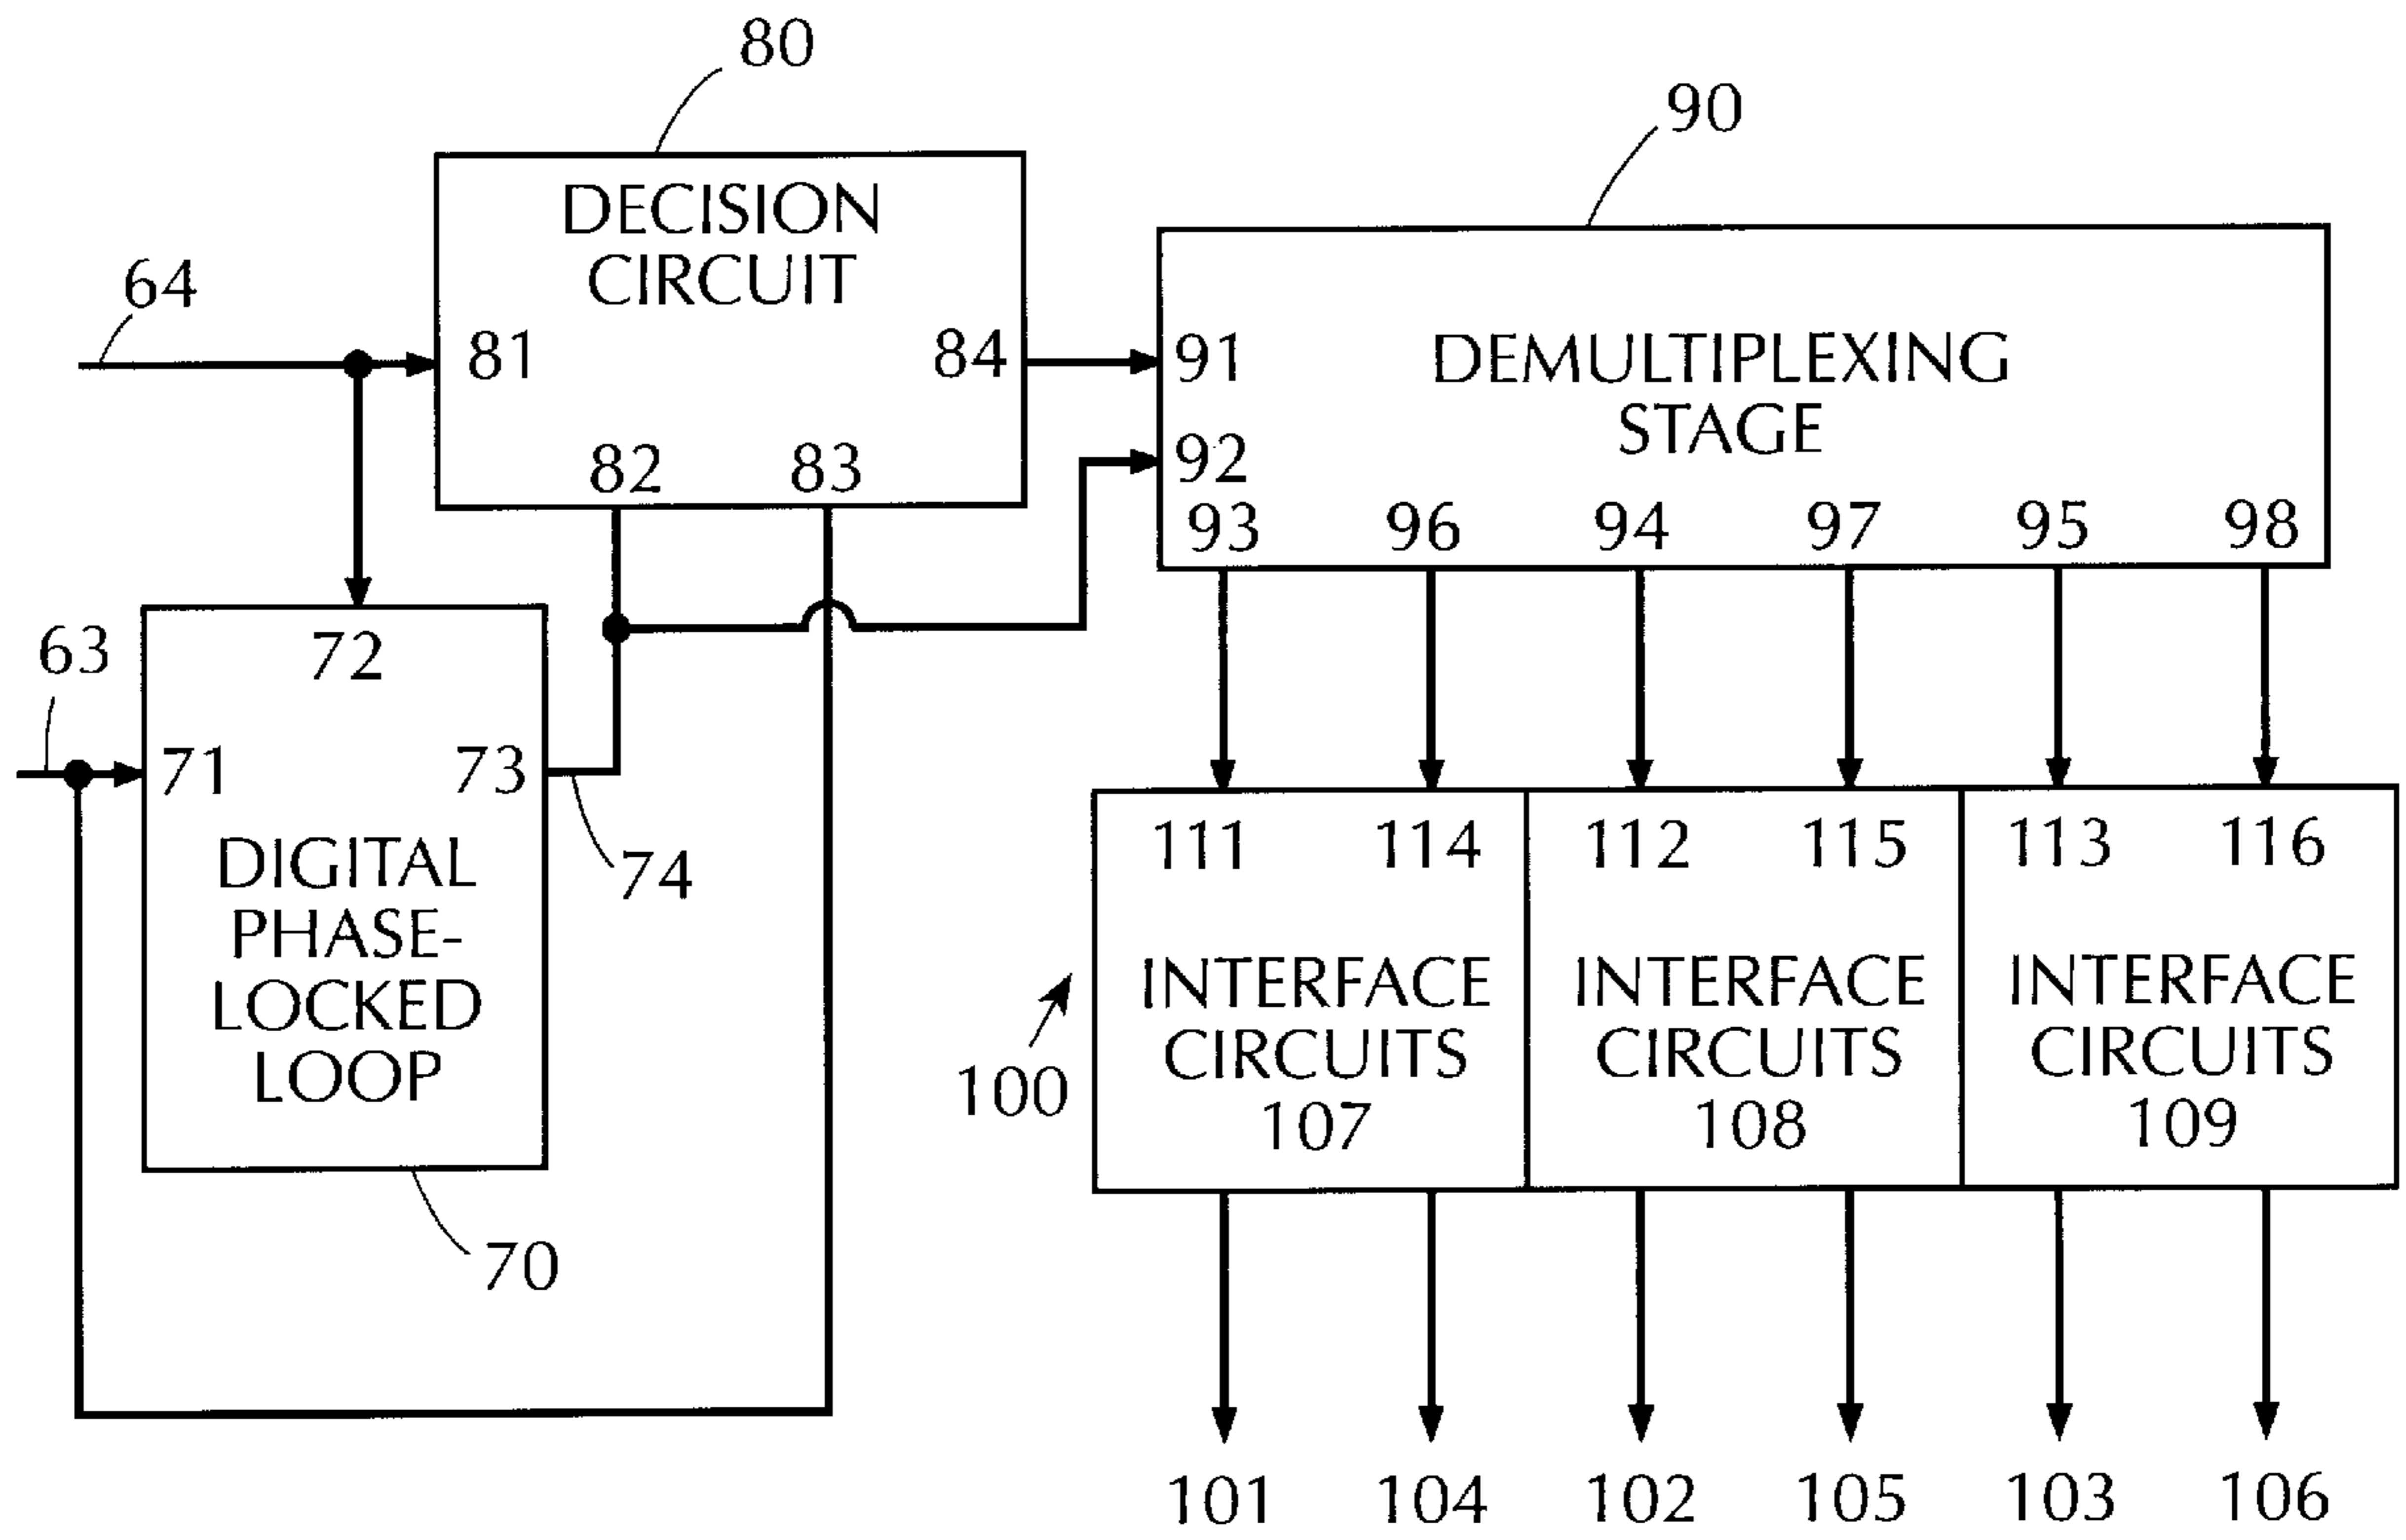 80
90
DECISION
CIRCUIT
64
81
84
91
DEMULTIPLEXING
STAGE
82
83
92
93
96
94
97
95
98
63
72
71
73
74
DIGITAL
PHASE-
LOCKED
LOOP
70
111
114
112
115
113
116
100
INTERFACE
CIRCUITS
107
INTERFACE
CIRCUITS
108
INTERFACE
CIRCUITS
109
101
104
102
105
103
106